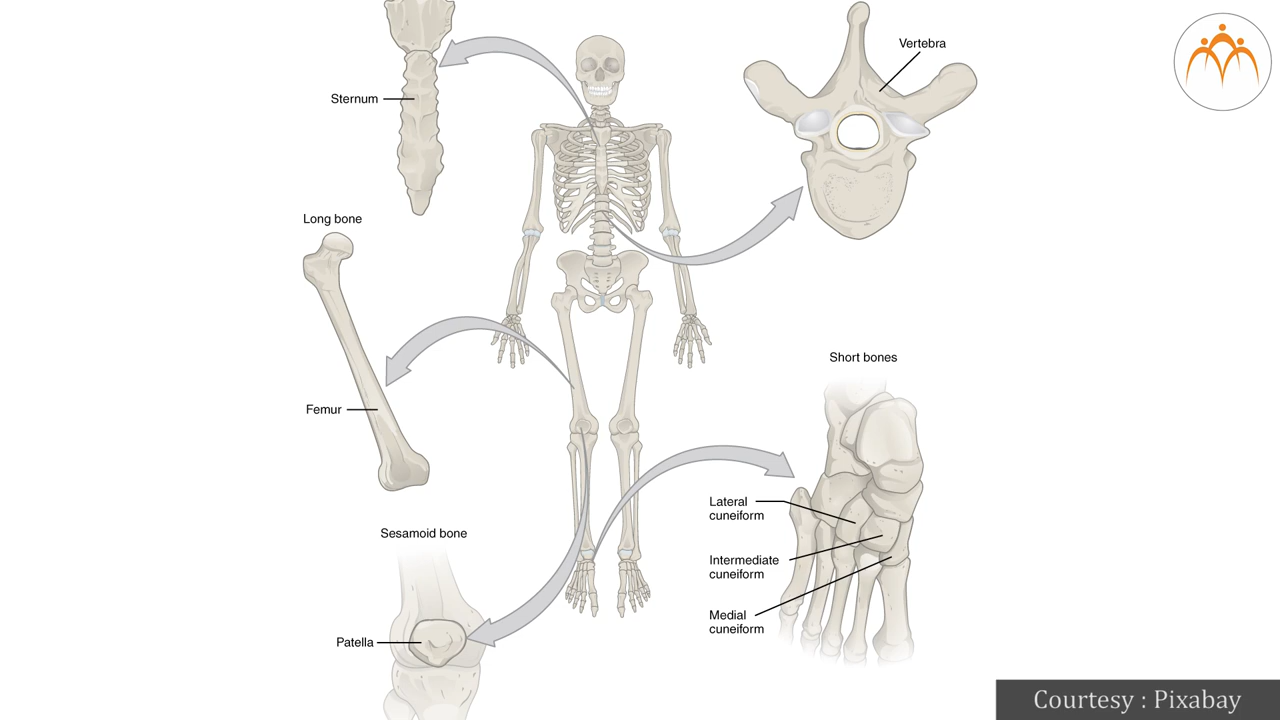 Vertebra
Sternum
Long bone
Femur
Short bones
Lateral
cuneiform
Intermediate
cuneiform
Medial
cuneiform
Sesamoid bone
Patella
Courtesy : Pixabay